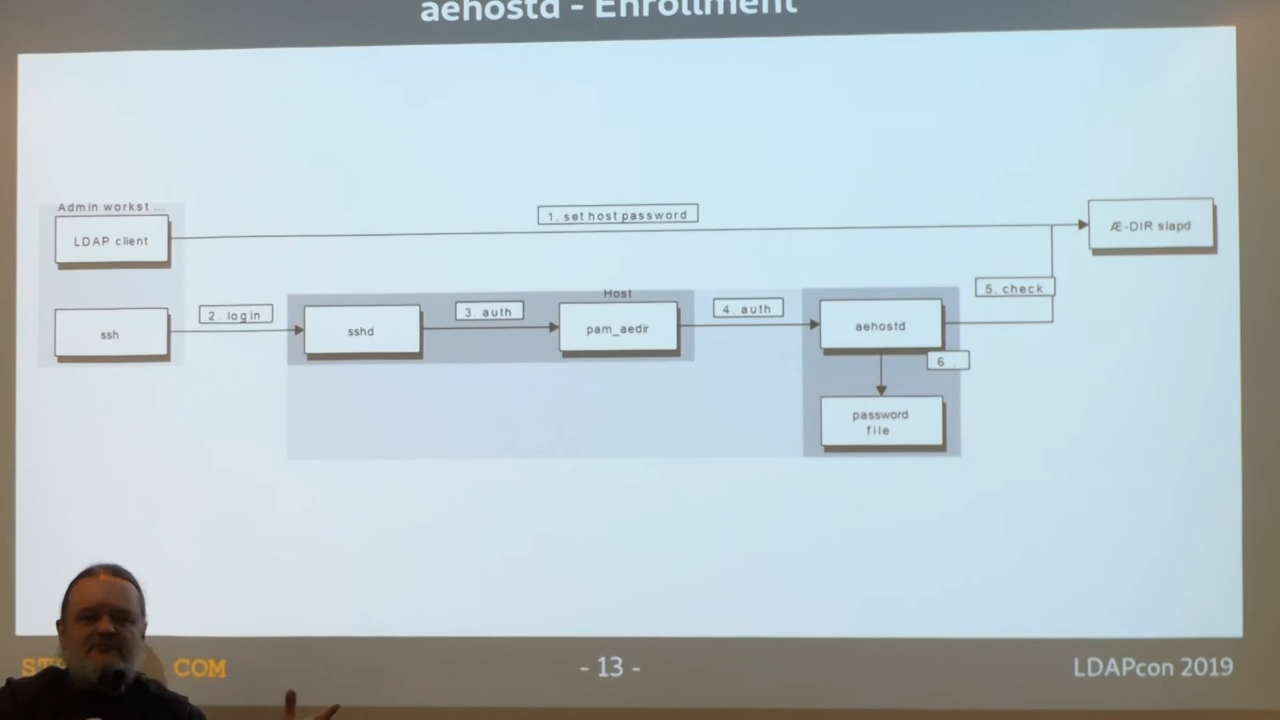 aehostd - Enrollment
Admin workst ...
LDAP client
1. set host password
Æ-DIR slapd
ssh
2. login
sshd
3. auth
Host
pam_aedir
4. auth
aehostd
5. check
6 .
password
file
COM
- 13 -
LDAPcon 2019